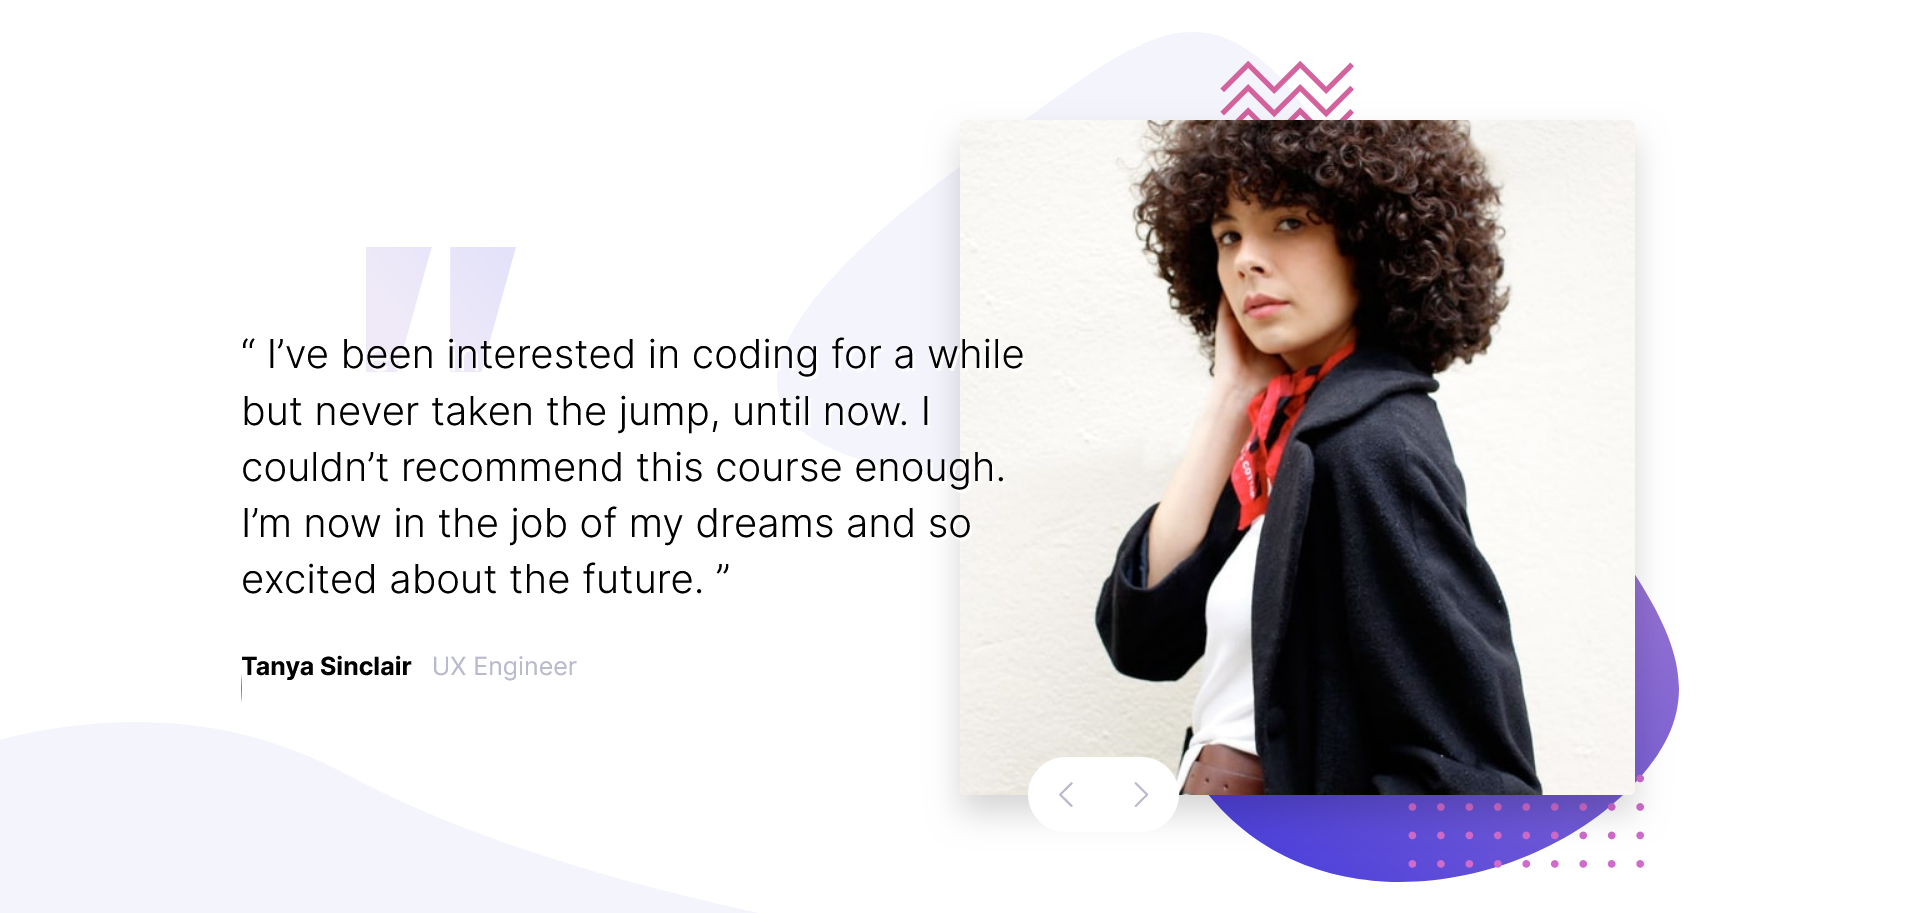 “ I’ve been interested in coding for a while
but never taken the jump, until now. I
couldn’t recommend this course enough.
I’m now in the job of my dreams and so
excited about the future. ”
Tanya Sinclair UX Engineer